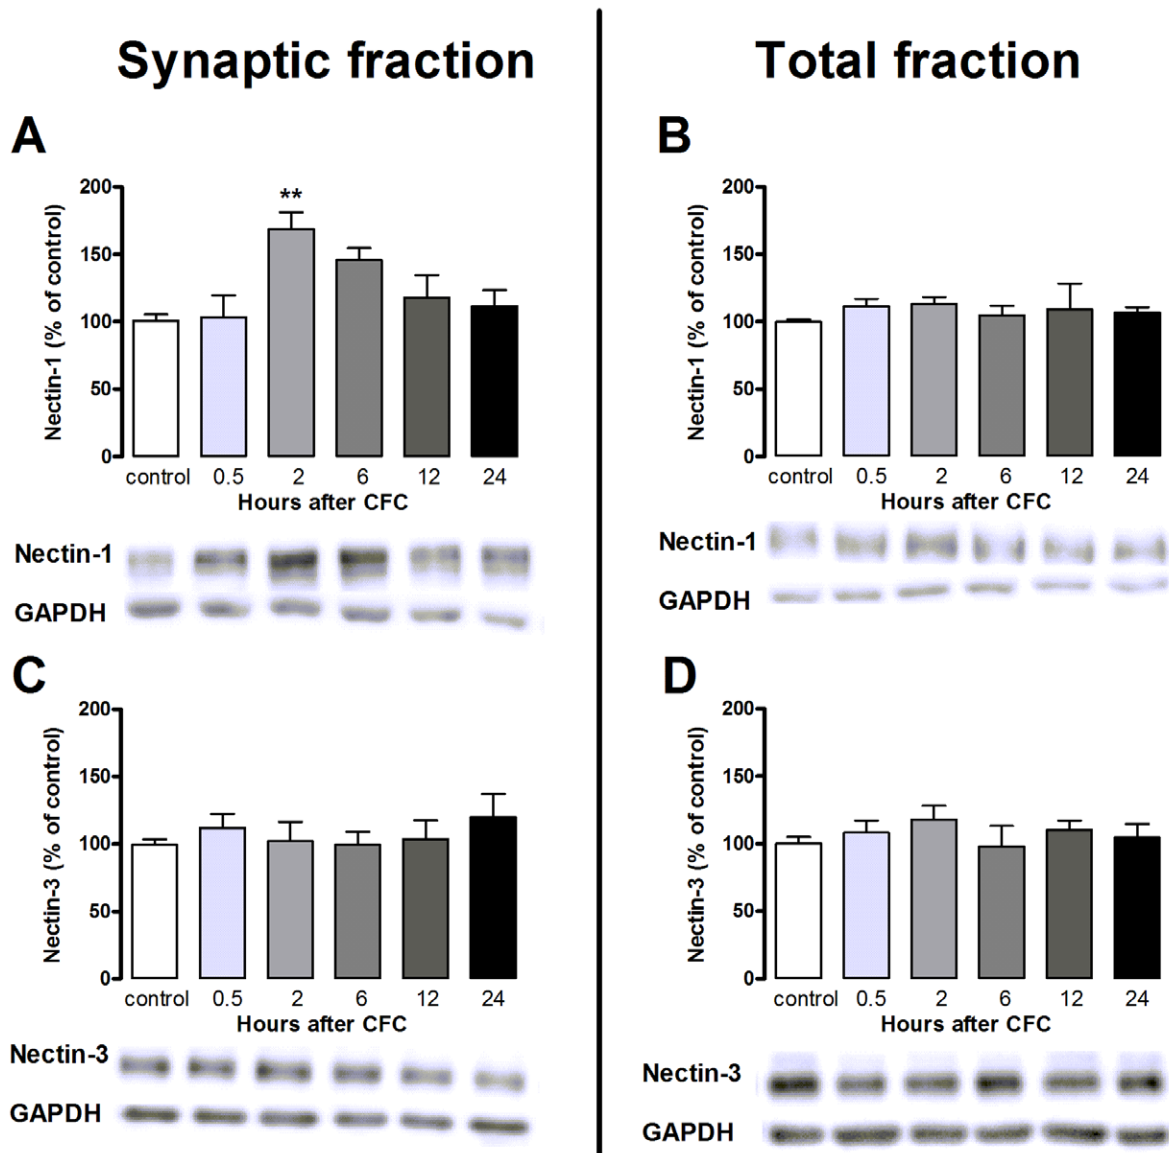 Synaptic fraction
Total fraction
A
Nectin-1 (% of control)
200
**
150
100
50
0
control 0.5 2 6 12 24
Hours after CFC
Nectin-1
GAPDH
B
Nectin-1 (% of control)
200
150
100
50
0
control 0.5 2 6 12 24
Hours after CFC
Nectin-1
GAPDH
C
Nectin-3 (% of control)
200
150
100
50
0
control 0.5 2 6 12 24
Hours after CFC
Nectin-3
GAPDH
D
Nectin-3 (% of control)
200
150
100
50
0
control 0.5 2 6 12 24
Hours after CFC
Nectin-3
GAPDH